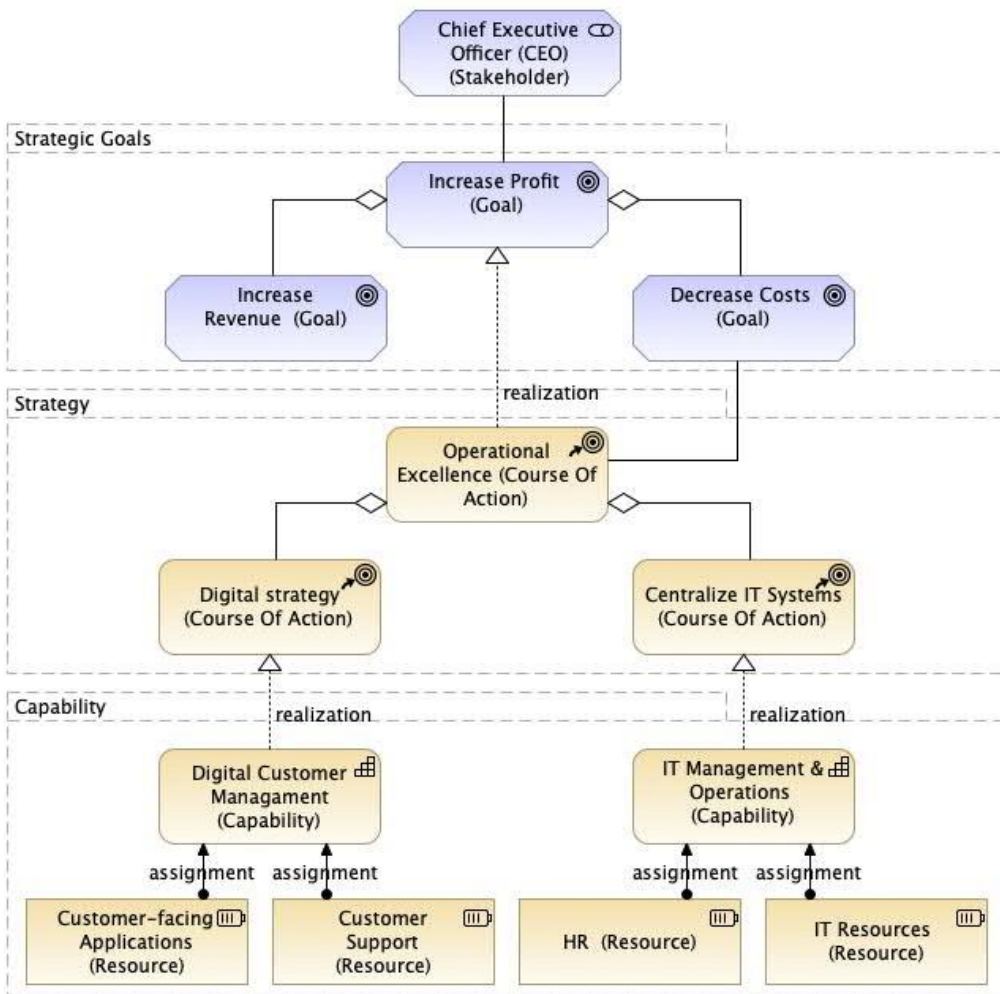 Chief Executive
Officer (CEO)
(Stakeholder)
Strategic Goals
Increase Profit
(Goal)
Increase
Revenue (Goal)
Decrease Costs
(Goal)
realization
Strategy
Operational
Excellence (Course Of
Action)
Digital strategy
(Course Of Action)
Centralize IT Systems
(Course Of Action)
Capability
realization
realization
Digital Customer
Managament
(Capability)
IT Management &
Operations
(Capability)
assignment
assignment
assignment
assignment
Customer-facing
Applications
(Resource)
Customer
Support
(Resource)
HR (Resource)
IT Resources
(Resource)